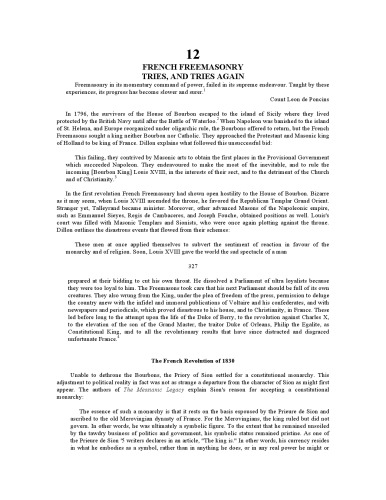 12
FRENCH FREEMASONRY
TRIES, AND TRIES AGAIN
Freemasonry in its momentary command of power, failed in its supreme endeavour. Taught by these
experiences, its progress has become slower and surer.1
Count Leon de Poncins
In 1796, the survivors of the House of Bourbon escaped to the island of Sicily where they lived
protected by the British Navy until after the Battle of Waterloo.2 When Napoleon was banished to the island
of St. Helena, and Europe reorganized under oligarchic rule, the Bourbons offered to return, but the French
Freemasons sought a king neither Bourbon nor Catholic. They approached the Protestant and Masonic king
of Holland to be king of France. Dillon explains what followed this unsuccessful bid:
This failing, they contrived by Masonic arts to obtain the first places in the Provisional Government
which succeeded Napoleon. They endeavoured to make the most of the inevitable, and to rule the
incoming [Bourbon King] Louis XVIII, in the interests of their sect, and to the detriment of the Church
and of Christianity.3
In the first revolution French Freemasonry had shown open hostility to the House of Bourbon. Bizarre
as it may seem, when Louis XVIII ascended the throne, he favored the Republican Templar Grand Orient.
Stranger yet, Talleyrand became minister. Moreover, other advanced Masons of the Napoleonic empire,
such as Emmanuel Sieyes, Regis de Cambaceres, and Joseph Fouche, obtained positions as well. Louis's
court was filled with Masonic Templars and Sionists, who were once again plotting against the throne.
Dillon outlines the disastrous events that flowed from their schemes:
These men at once applied themselves to subvert the sentiment of reaction in favour of the
monarchy and of religion. Soon, Louis XVIII gave the world the sad spectacle of a man
327
prepared at their bidding to cut his own throat. He dissolved a Parliament of ultra loyalists because
they were too loyal to him. The Freemasons took care that his next Parliament should be full of its own
creatures. They also wrung from the King, under the plea of freedom of the press, permission to deluge
the country anew with the infidel and immoral publications of Voltaire and his confederates, and with
newspapers and periodicals, which proved disastrous to his house, and to Christianity, in France. These
led before long to the attempt upon the life of the Duke of Berry, to the revolution against Charles X,
to the elevation of the son of the Grand Master, the traitor Duke of Orleans, Philip the Egalite, as
Constitutional King, and to all the revolutionary results that have since distracted and disgraced
unfortunate France.4
The French Revolution of 1830
Unable to dethrone the Bourbons, the Priory of Sion settled for a constitutional monarchy. This
adjustment to political reality in fact was not as strange a departure from the character of Sion as might first
appear. The authors of The Messianic Legacy explain Sion's reason for accepting a constitutional
monarchy:
The essence of such a monarchy is that it rests on the basis espoused by the Prieure de Sion and
ascribed to the old Merovingian dynasty of France. For the Merovingians, the king ruled but did not
govern. In other words, he was ultimately a symbolic figure. To the extent that he remained unsoiled
by the tawdry business of politics and government, his symbolic status remained pristine. As one of
the Prieure de Sion '5 writers declares in an article, "The king is." In other words, his currency resides
in what he embodies as a symbol, rather than in anything he does, or in any real power he might or